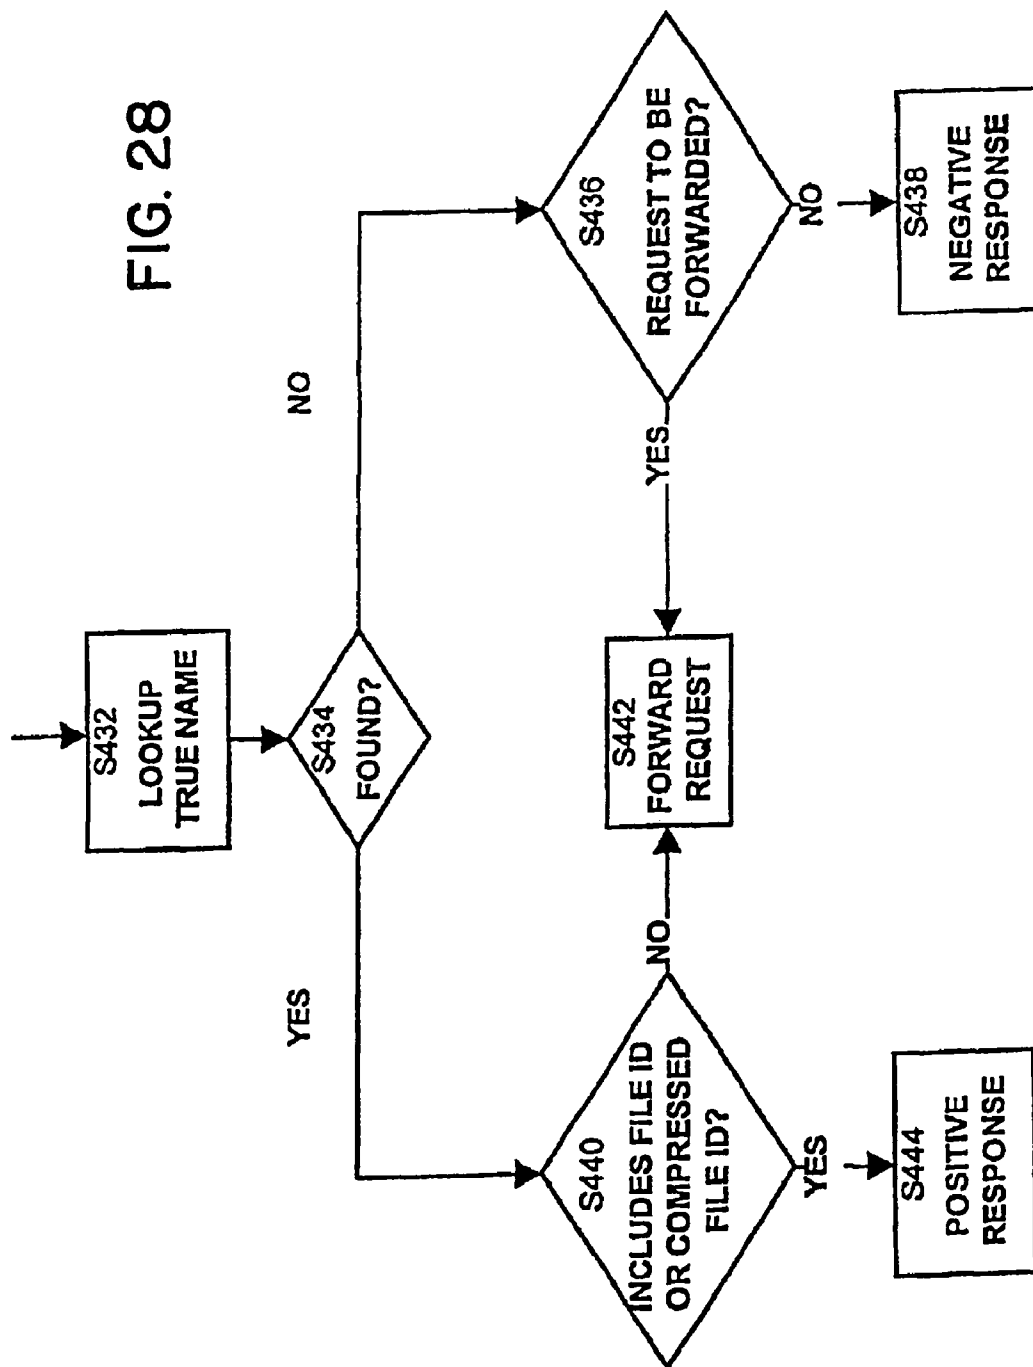 FIG. 28
S432
LOOKUP
TRUE NAME
S434
FOUND?
YES
NO
S440
INCLUDES FILE ID
OR COMPRESSED
FILE ID?
NO
YES
S442
FORWARD
REQUEST
S436
REQUEST TO BE
FORWARDED?
YES
NO
S444
POSITIVE
RESPONSE
S438
NEGATIVE
RESPONSE